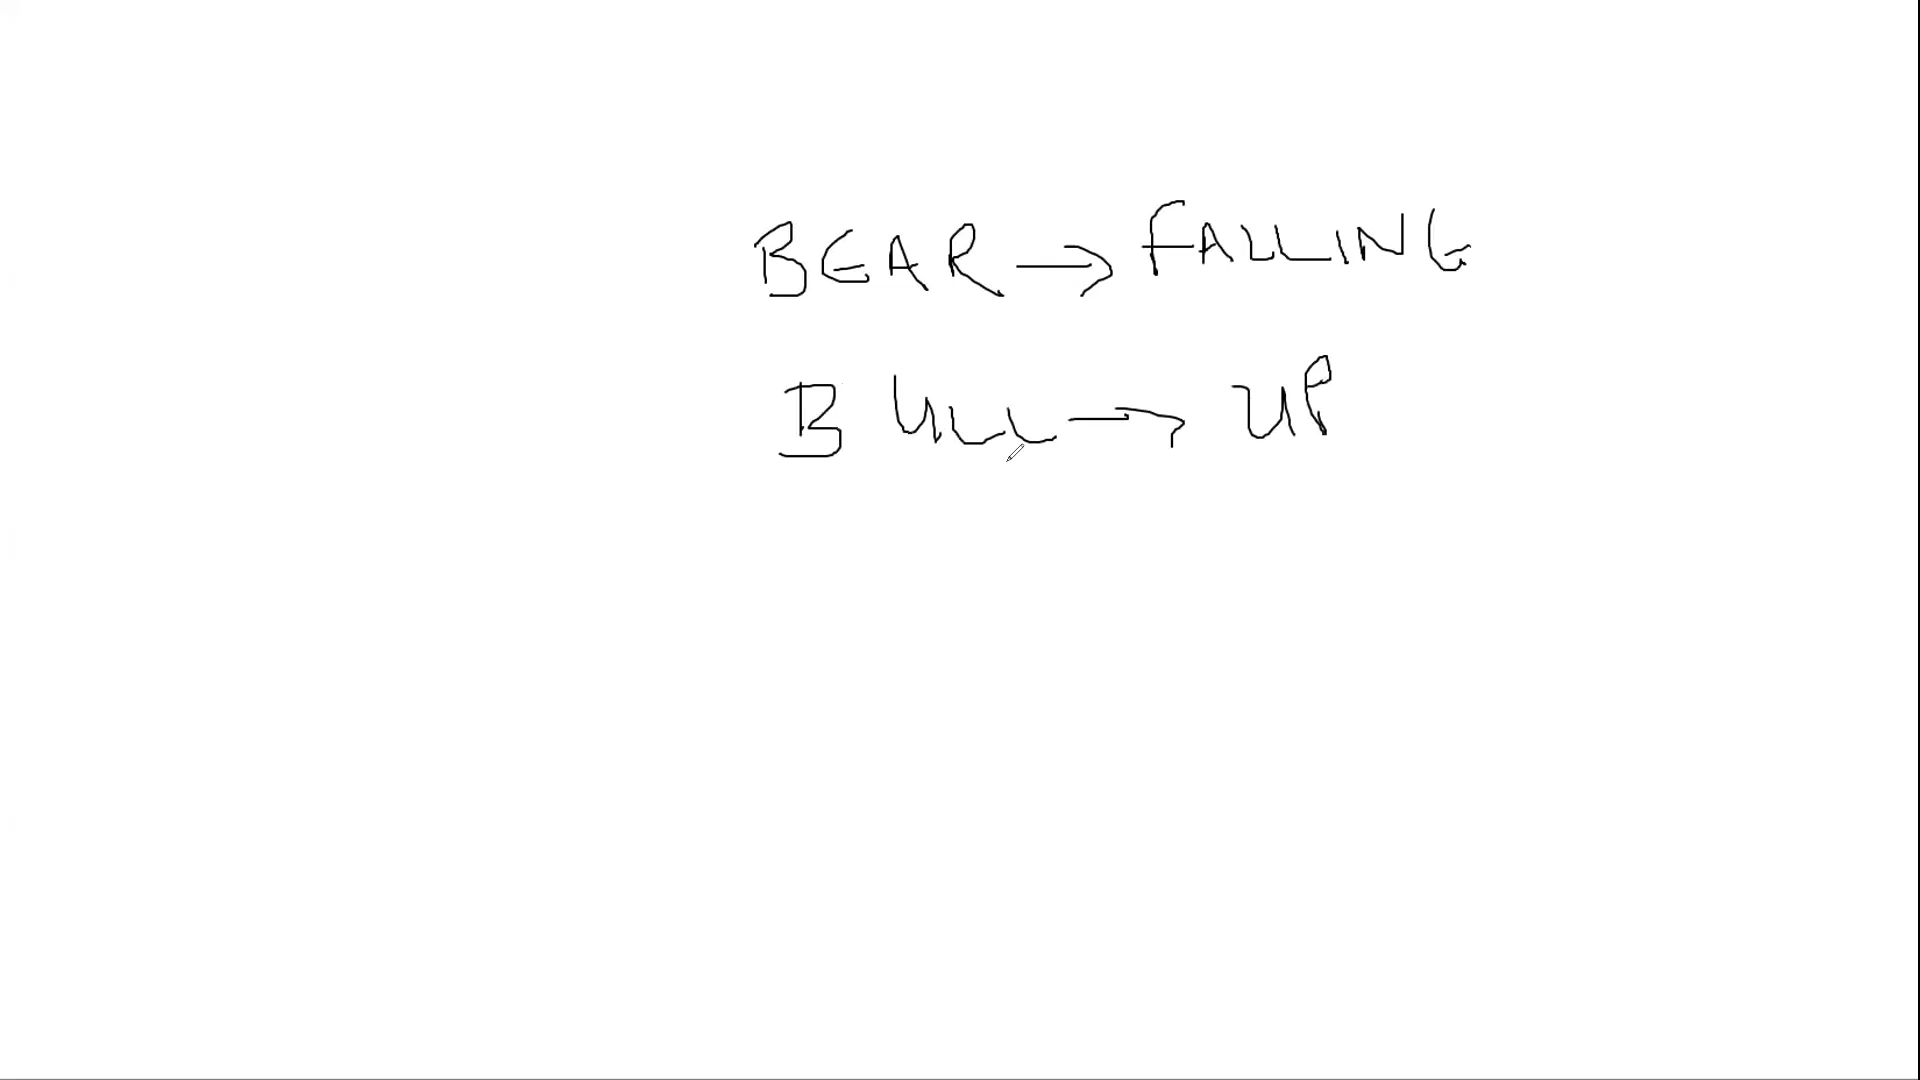 BEAR → FALLING
BULL → UP